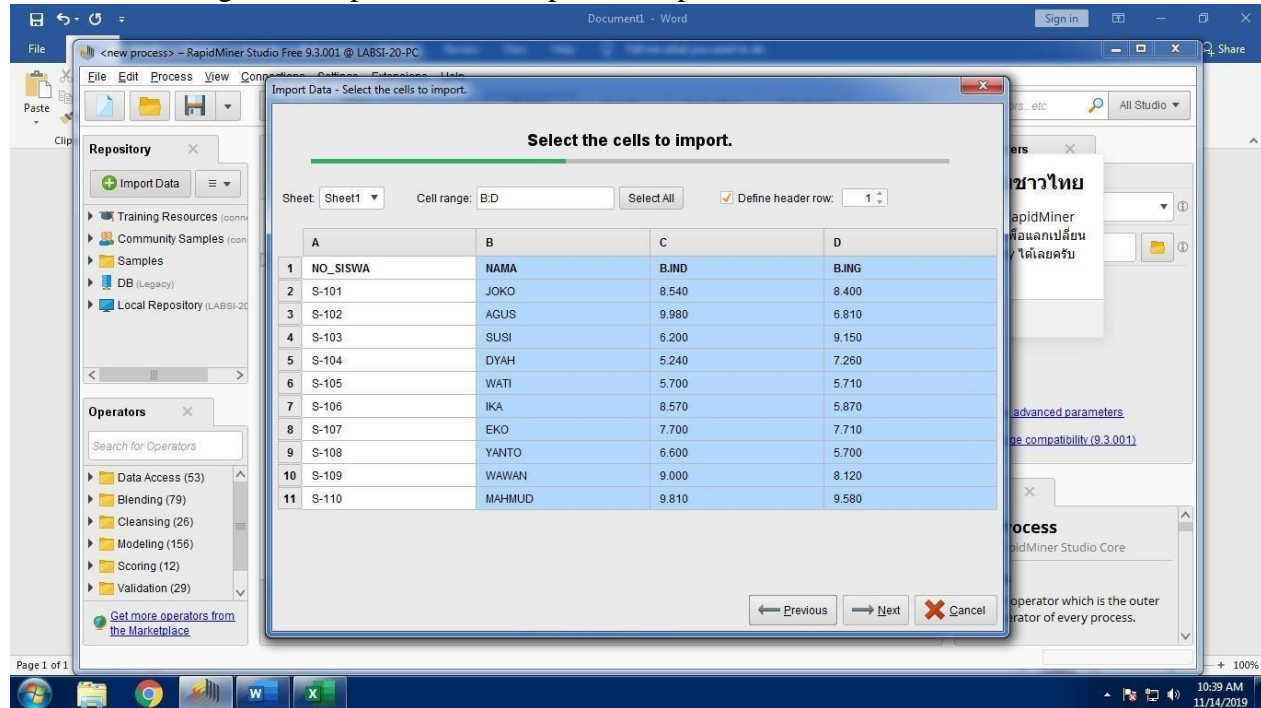 Document1 - Word
Sign in
File
Share
<new process> – RapidMiner Studio Free 9.3.001 @ LABSI-20-PC
File Edit Process View
Help
Paste
All Studio
Clip
Import Data - Select the cells to import.
Select the cells to import.
Sheet: Sheet1 Cell range: B:D Select All Define header row: 1
A B C D
1 NO_SISWA NAMA B.IND B.ING
2 S-101 JOKO 8.540 8.400
3 S-102 AGUS 9.980 6.810
4 S-103 SUSI 6.200 9.150
5 S-104 DYAH 5.240 7.260
6 S-105 WATI 5.700 5.710
7 S-106 IKA 8.570 5.870
8 S-107 EKO 7.700 7.710
9 S-108 YANTO 6.600 5.700
10 S-109 WAWAN 9.000 8.120
11 S-110 MAHMUD 9.810 9.580
Previous Next Cancel
Repository
Import Data
Training Resources (conn
Community Samples (con
Samples
DB (Legacy)
Local Repository (LABSI-20
Operators
Search for Operators
Data Access (53)
Blending (79)
Cleansing (26)
Modeling (156)
Scoring (12)
Validation (29)
Get more operators from
the Marketplace
ers
ชาวไทย
apidMiner
ได้เลยครับ
advanced parameters
ge compatibility (9.3.001)
ocess
pidMiner Studio Core
operator which is the outer
erator of every process.
Page 1 of 1
100%
10:39 AM
11/14/2019